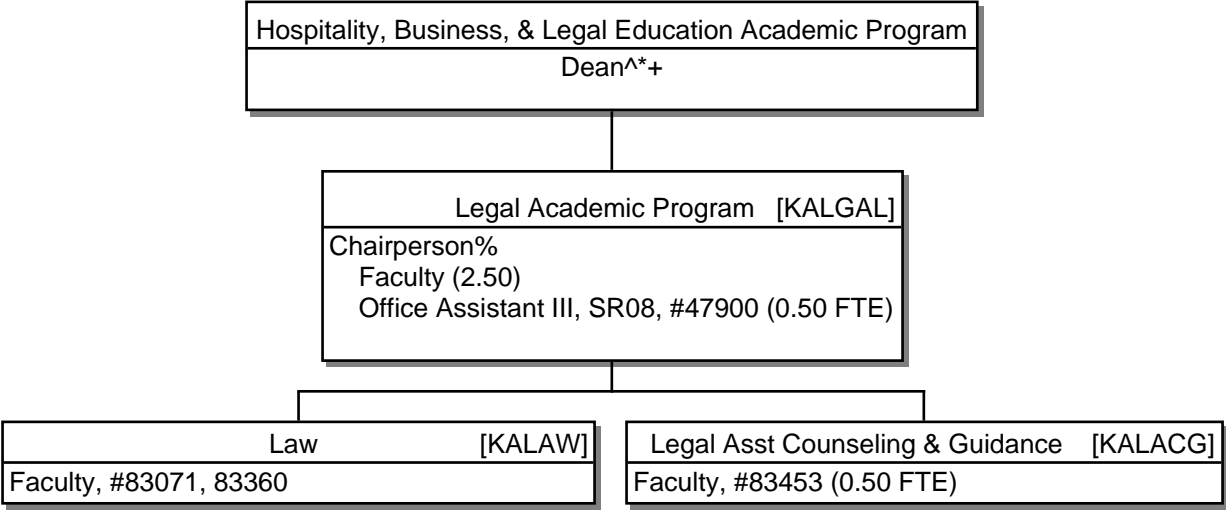 Hospitality, Business, & Legal Education Academic Program
Dean^*+
Legal Academic Program [KALGAL]
Chairperson%
Faculty (2.50)
Office Assistant III, SR08, #47900 (0.50 FTE)
Law [KALAW]
Faculty, #83071, 83360
Legal Asst Counseling & Guidance [KALACG]
Faculty, #83453 (0.50 FTE)